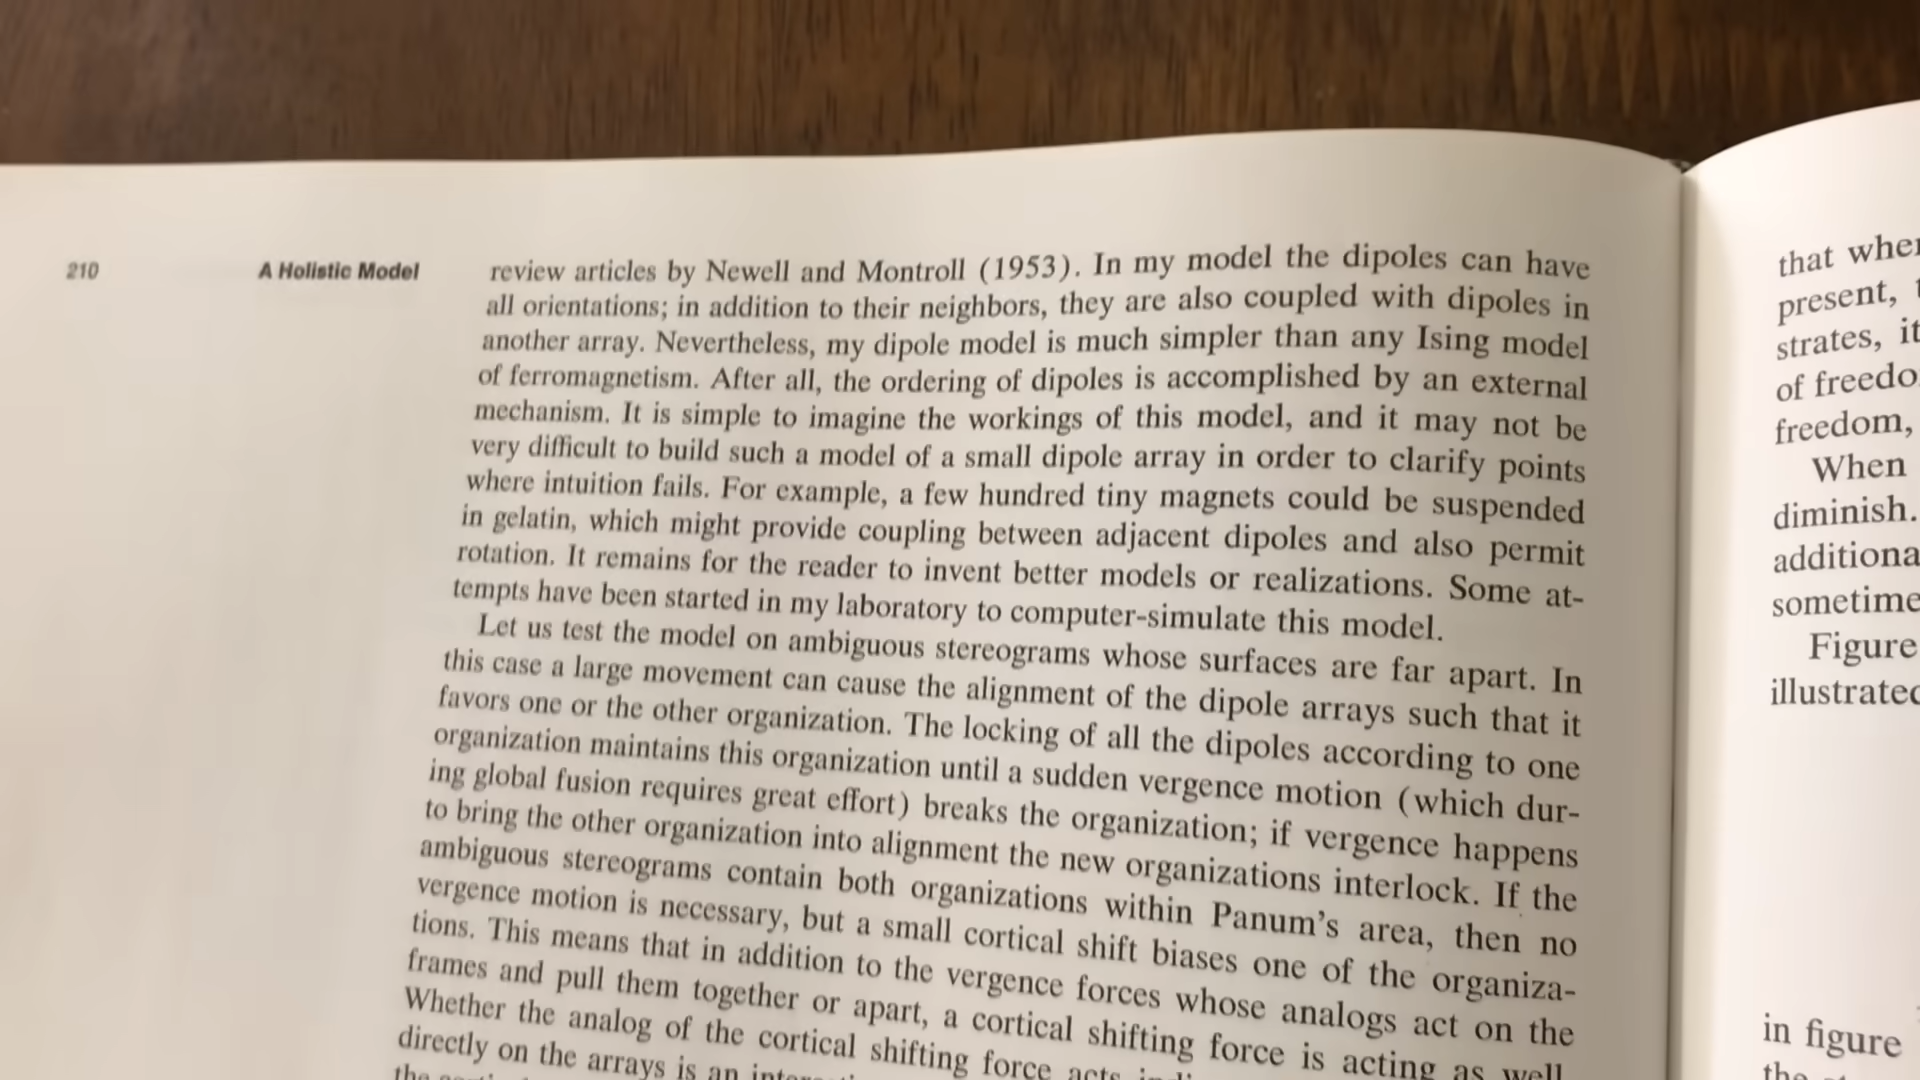 210
A Holistic Model
review articles by Newell and Montroll (1953). In my model the dipoles can have
all orientations; in addition to their neighbors, they are also coupled with dipoles in
another array. Nevertheless, my dipole model is much simpler than any Ising model
of ferromagnetism. After all, the ordering of dipoles is accomplished by an external
mechanism. It is simple to imagine the workings of this model, and it may not be
very difficult to build such a model of a small dipole array in order to clarify points
where intuition fails. For example, a few hundred tiny magnets could be suspended
in gelatin, which might provide coupling between adjacent dipoles and also permit
rotation. It remains for the reader to invent better models or realizations. Some at-
tempts have been started in my laboratory to computer-simulate this model.
Let us test the model on ambiguous stereograms whose surfaces are far apart. In
this case a large movement can cause the alignment of the dipole arrays such that it
favors one or the other organization. The locking of all the dipoles according to one
organization maintains this organization until a sudden vergence motion (which dur-
ing global fusion requires great effort) breaks the organization; if vergence happens
to bring the other organization into alignment the new organizations interlock. If the
ambiguous stereograms contain both organizations within Panum's area, then no
vergence motion is necessary, but a small cortical shift biases one of the organiza-
tions. This means that in addition to the vergence forces whose analogs act on the
frames and pull them together or apart, a cortical shifting force is acting as well.
Whether the analog of the cortical shifting force acts
directly on the arrays is an
the
that when
present,
strates, it
of freedo
freedom,
When
diminish.
additiona
sometime
Figure
illustrated
in figure
the